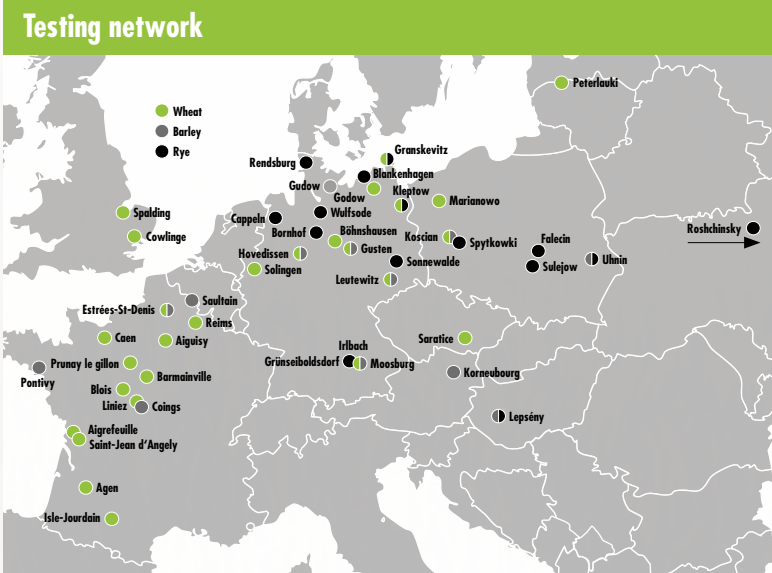 Testing network
Peterlauki
Wheat
Barley
Rye
Granskevitz
Rendsburg
Blankenhagen
Gudow
Godow
Kleptow
Marianowo
Spalding
Cappeln
Wulfsode
Cowlinge
Bornhof
Böhnshausen
Koscian
Spytkowki
Falecin
Roshchinsky
Hovedissen
Gusten
Sonnewalde
Sulejow
Uhnin
Solingen
Leutewitz
Saultain
Estrées-St-Denis
Reims
Caen
Aiguisy
Saratice
Irlbach
Prunay le gillon
Grünseiboldsdorf
Moosburg
Pontivy
Barmainville
Korneubourg
Blois
Liniez
Coings
Lepsény
Aigrefeuille
Saint-Jean d'Angely
Agen
Isle-Jourdain